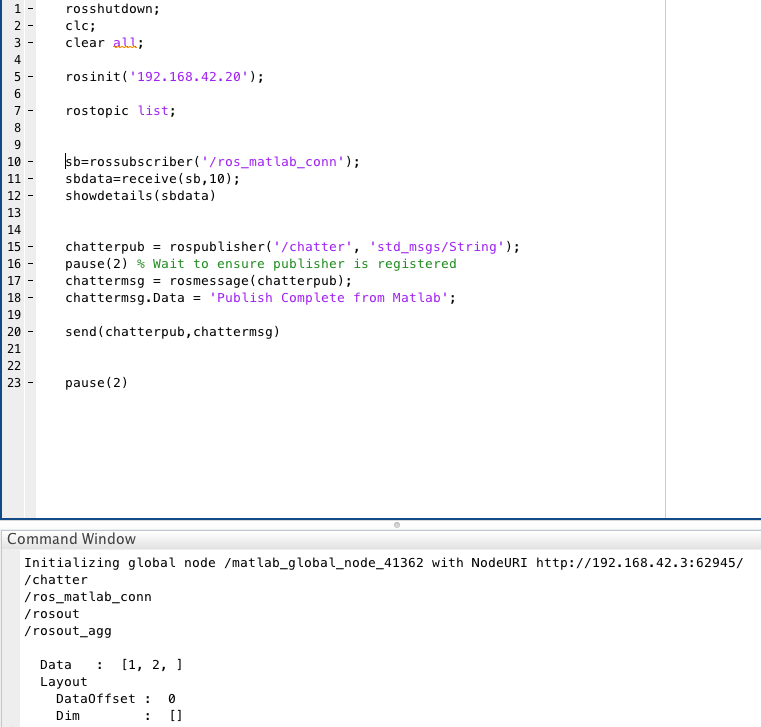 1 - rosshutdown;
2 - clc;
3 - clear all;
4
5 - rosinit('192.168.42.20');
6
7 - rostopic list;
8
9
10 - sb=rossubscriber('/ros_matlab_conn');
11 - sbdata=receive(sb,10);
12 - showdetails(sbdata)
13
14
15 - chatterpub = rospublisher('/chatter', 'std_msgs/String');
16 - pause(2) % Wait to ensure publisher is registered
17 - chattermsg = rosmessage(chatterpub);
18 - chattermsg.Data = 'Publish Complete from Matlab';
19
20 - send(chatterpub,chattermsg)
21
22
23 - pause(2)
Command Window
Initializing global node /matlab_global_node_41362 with NodeURI http://192.168.42.3:62945/
/chatter
/ros_matlab_conn
/rosout
/rosout_agg
Data : [1, 2, ]
Layout
DataOffset : 0
Dim : []